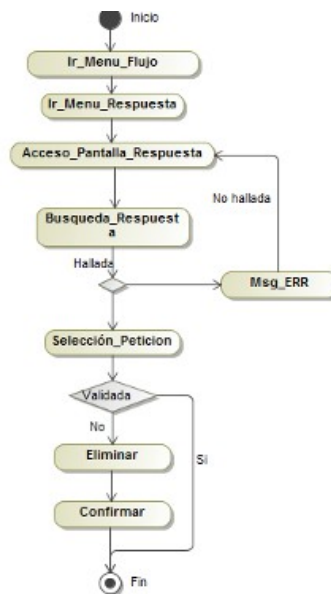 Inicio
Ir_Menu_Flujo
Ir_Menu_Respuesta
Acceso_Pantalla_Respuesta
No hallada
Busqueda_Respuest
a
Hallada
Msg_ERR
Selección_Peticion
Validada
No
Eliminar
Si
Confirmar
Fin